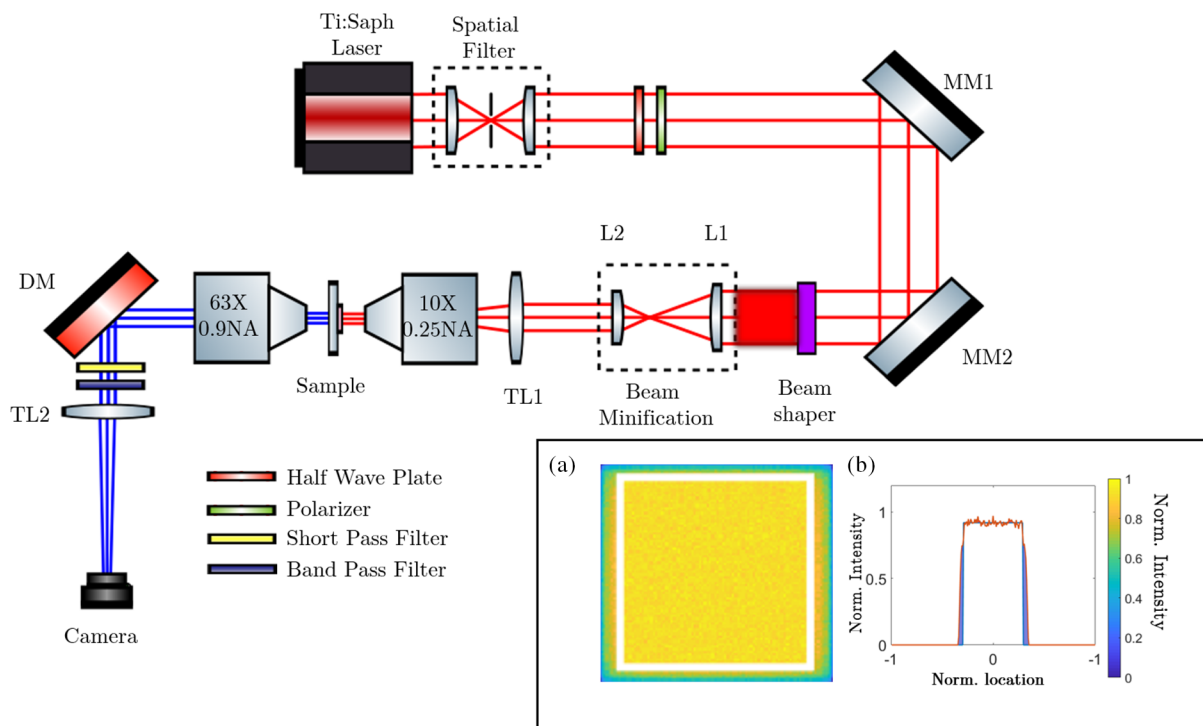 Ti:Saph
Laser
Spatial
Filter
MM1
DM
63X
0.9NA
10X
0.25NA
L2
L1
MM2
Sample
TL1
Beam
Minification
Beam
shaper
TL2
Half Wave Plate
Polarizer
Short Pass Filter
Band Pass Filter
Camera
(a)
(b)
Norm. Intensity
1
0.5
0
-1
0
-1
Norm. location
1
0.8
0.6
0.4
0.2
0
Norm. Intensity